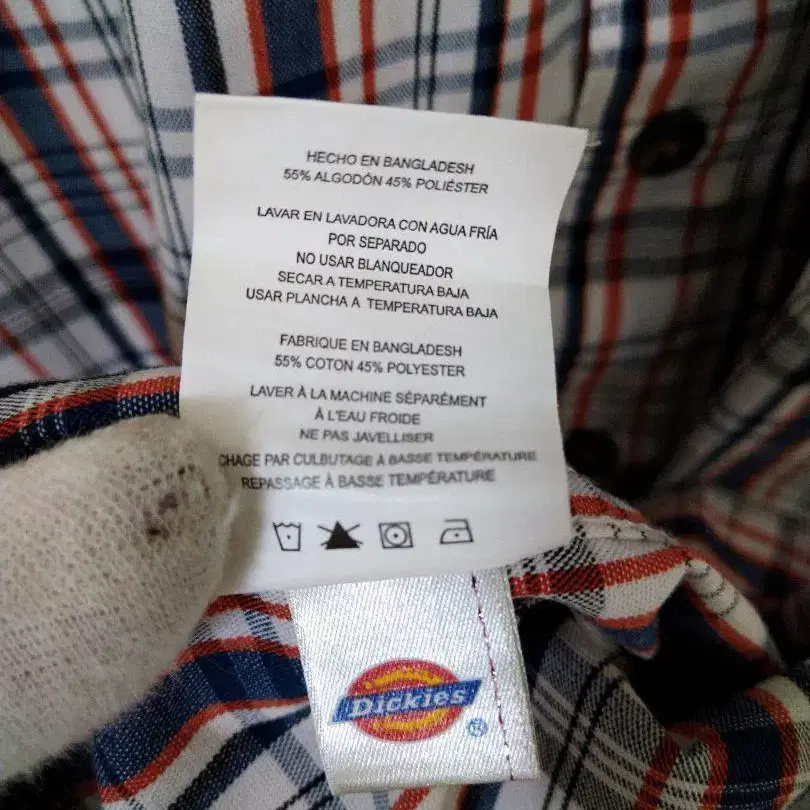 HECHO EN BANGLADESH
55% ALGODÓN 45% POLIÉSTER
LAVAR EN LAVADORA CON AGUA FRÍA
POR SEPARADO
NO USAR BLANQUEADOR
SECAR A TEMPERATURA BAJA
USAR PLANCHA A TEMPERATURA BAJA
FABRIQUE EN BANGLADESH
55% COTON 45% POLYESTER
LAVER À LA MACHINE SÉPARÉMENT
À L'EAU FROIDE
NE PAS JAVELLISER
CHAGE PAR CULBUTAGE À BASSE TEMPÉRATURE
REPASSAGE À BASSE TEMPÉRATURE
Dickies®